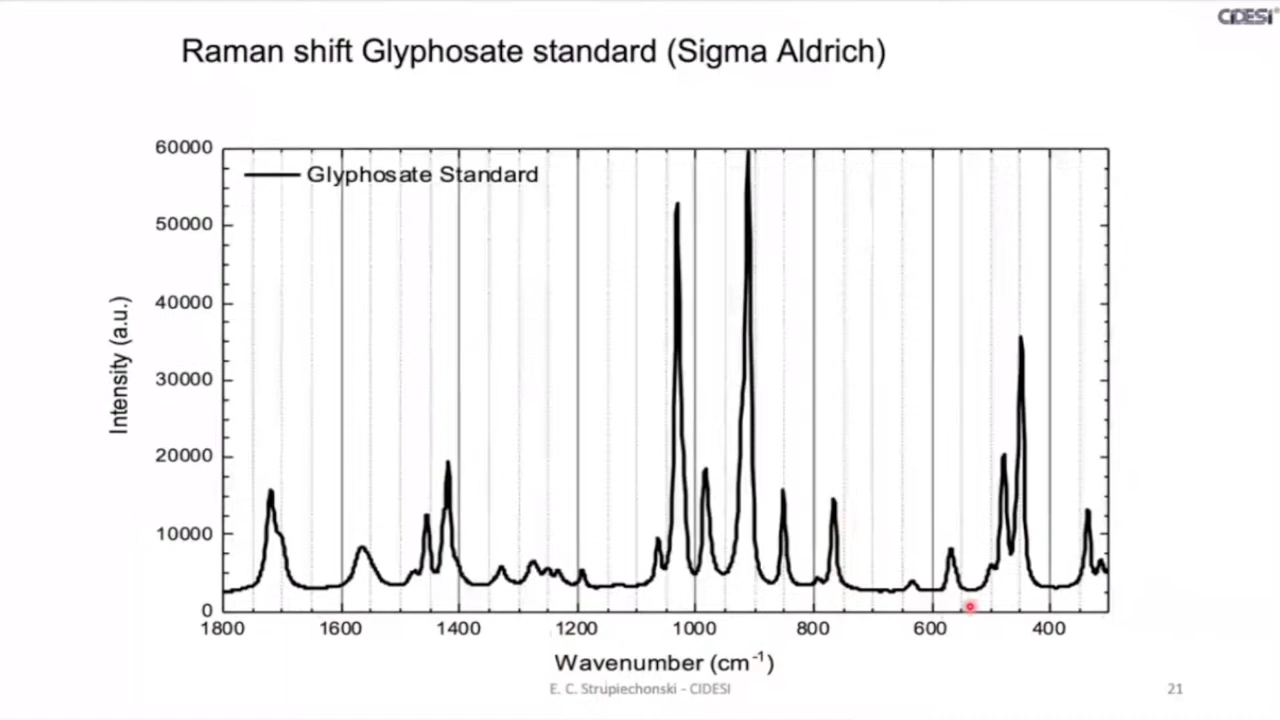 CiDESi®
Raman shift Glyphosate standard (Sigma Aldrich)
60000
Glyphosate Standard
50000
40000
30000
20000
10000
0
Intensity (a.u.)
1800 1600 1400 1200 1000 800 600 400
Wavenumber (cm⁻¹)
E. C. Strupiechonski - CIDESI
21